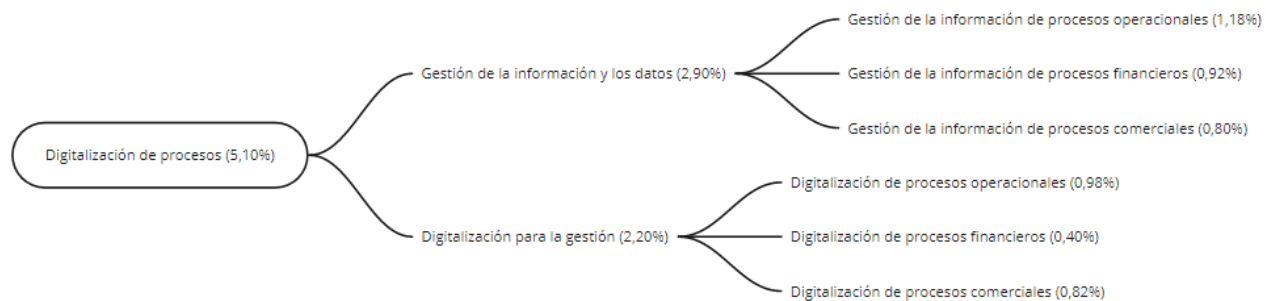 Digitalización de procesos (5,10%)
Gestión de la información y los datos (2,90%)
Gestión de la información de procesos operacionales (1,18%)
Gestión de la información de procesos financieros (0,92%)
Gestión de la información de procesos comerciales (0,80%)
Digitalización para la gestión (2,20%)
Digitalización de procesos operacionales (0,98%)
Digitalización de procesos financieros (0,40%)
Digitalización de procesos comerciales (0,82%)